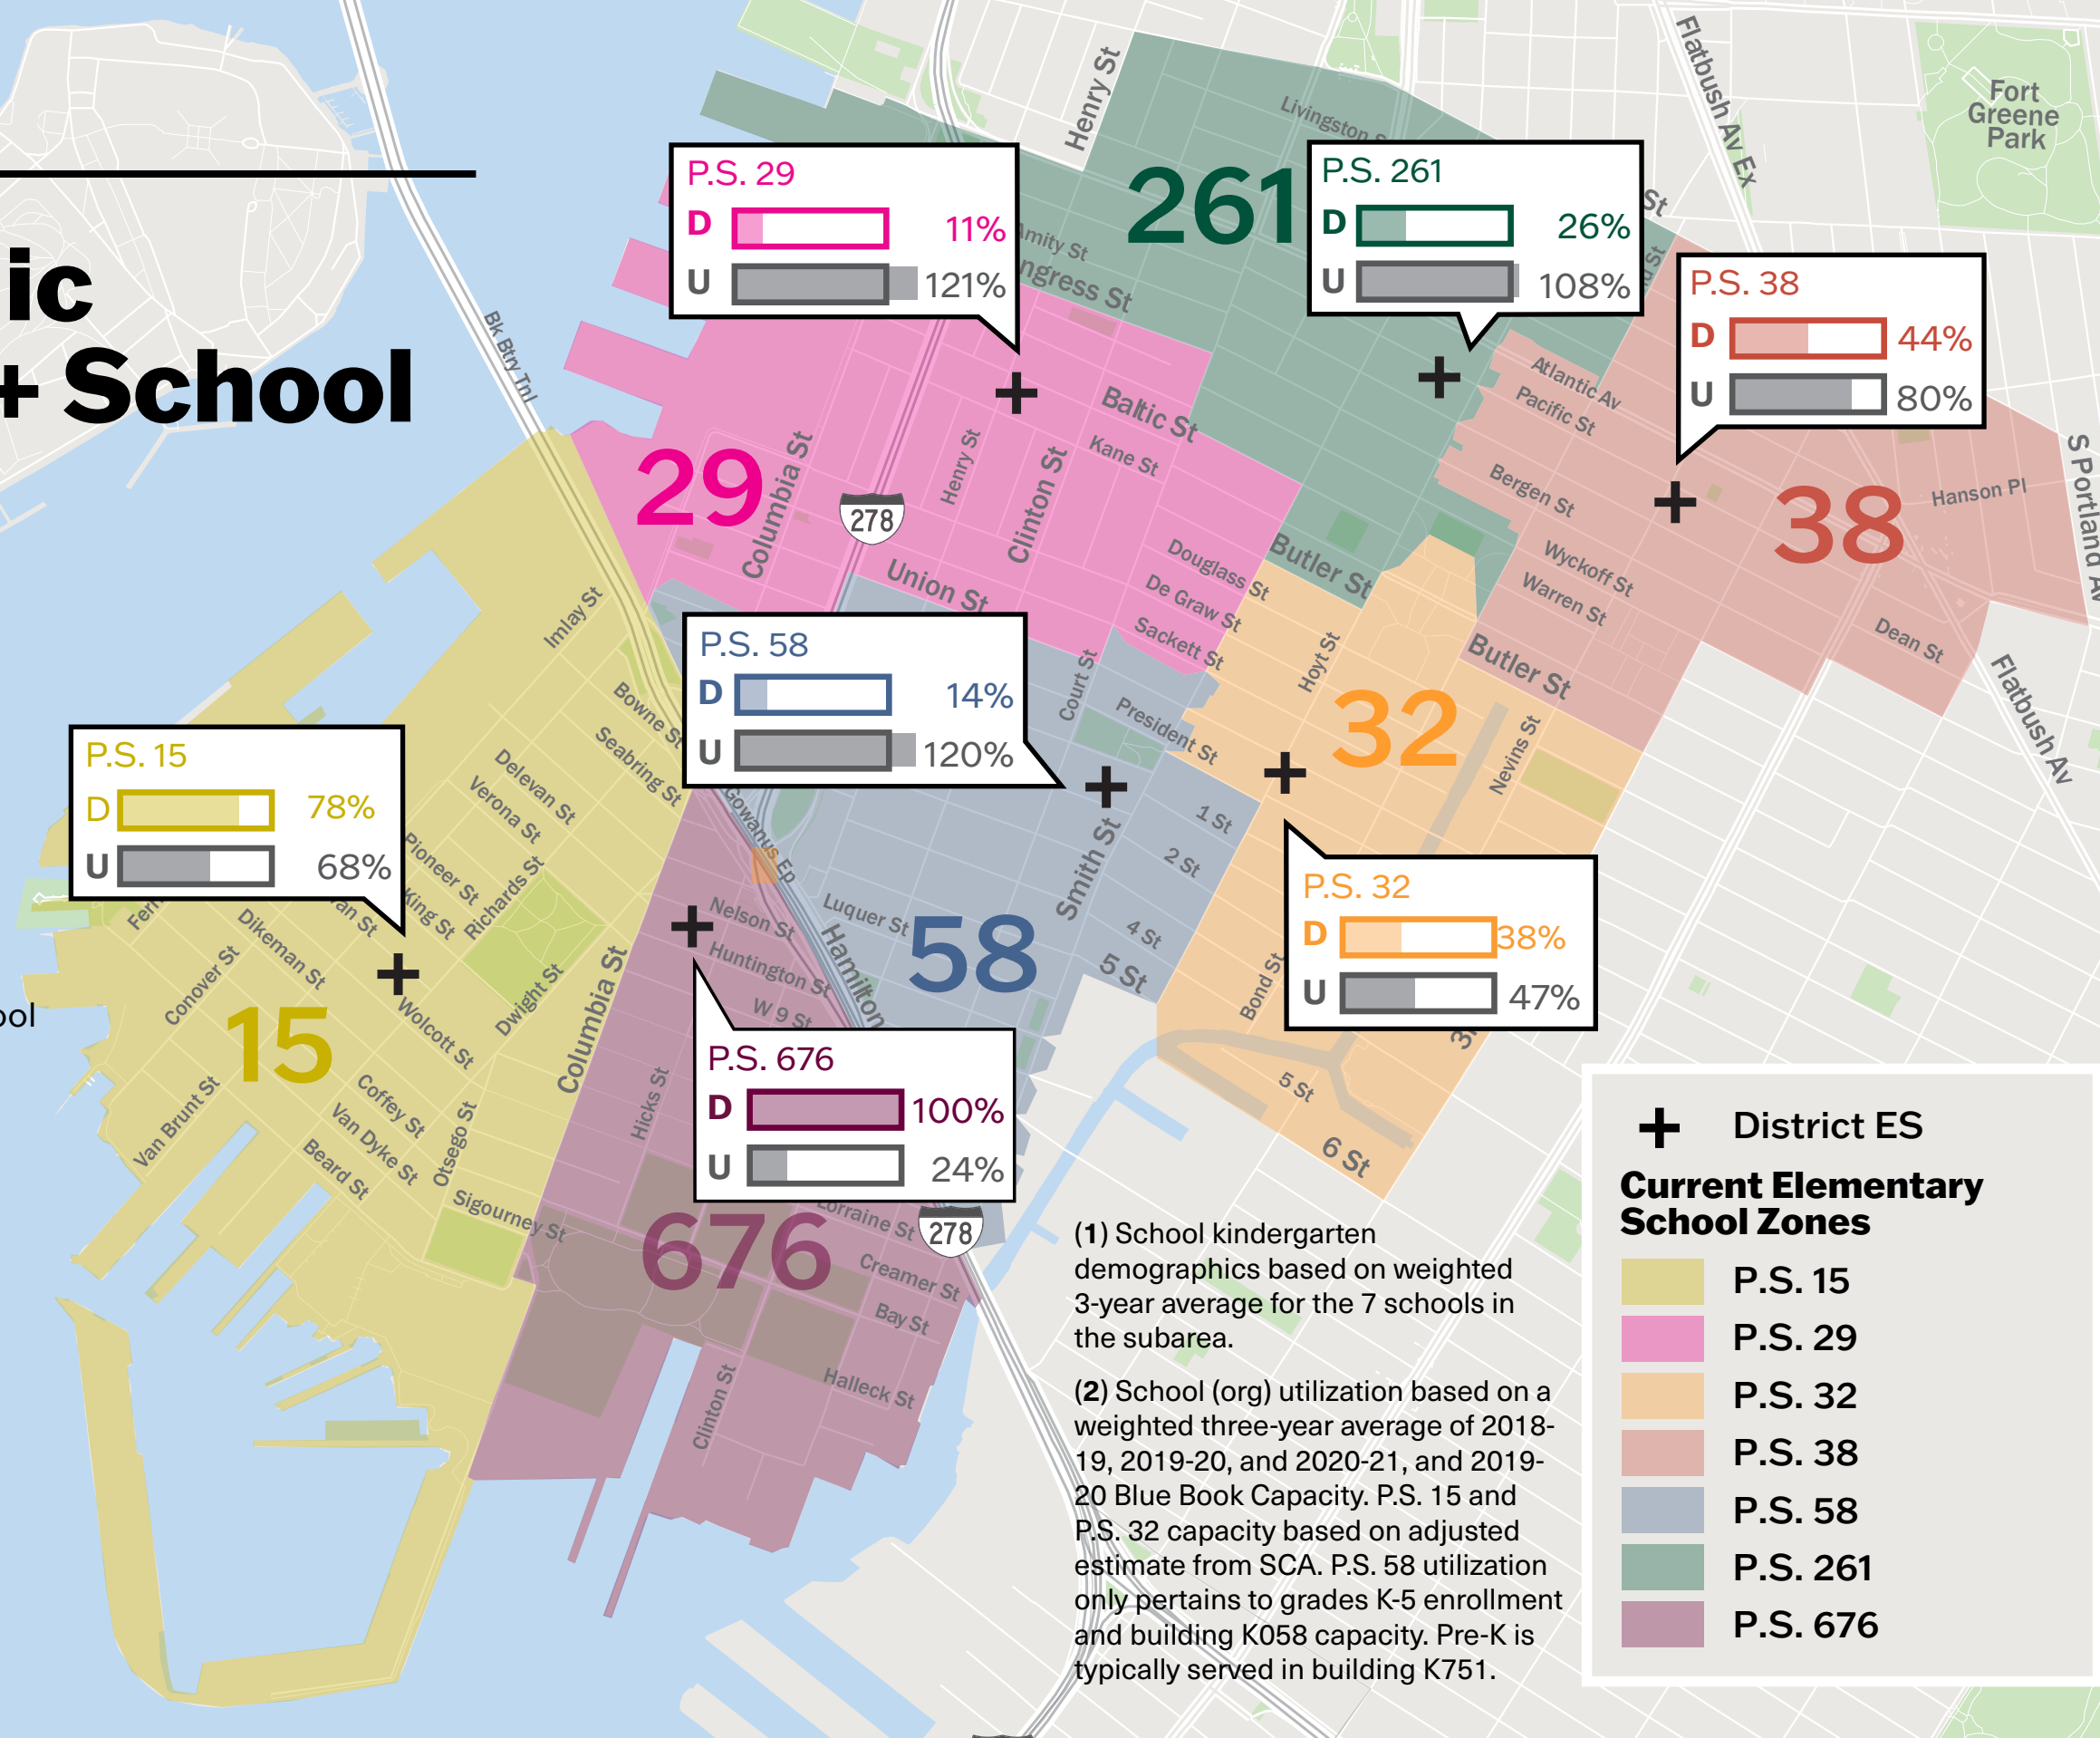 ic
+ School
ool
Bk Btry Tnl
Henry St
Livingston S
Flatbush Av Ex
Fort
Greene
Park
St
P.S. 29
D 11%
U 121%
Amity St
ngress St
261
P.S. 261
D 26%
U 108%
P.S. 38
D 44%
U 80%
Atlantic Av
Pacific St
Bergen St
Wyckoff St
Warren St
Butler St
38
Hanson Pl
Dean St
S Portland Av
Flatbush Av
29
Columbia St
278
Henry St
Clinton St
Baltic St
Kane St
Union St
Douglass St
De Graw St
Sackett St
Butler St
Hoyt St
32
Nevins St
P.S. 58
D 14%
U 120%
Court St
President St
1 St
2 St
4 St
5 St
Smith St
Luquer St
58
Gowanus Ep
Hamilton
P.S. 32
D 38%
U 47%
Bond St
5 St
6 St
Imlay St
Bowne St
Seabring St
Delevan St
Verona St
Pioneer St
King St
Richards St
P.S. 15
D 78%
U 68%
Dikeman St
Conover St
15
Wolcott St
Dwight St
Columbia St
Van Brunt St
Coffey St
Van Dyke St
Beard St
Otsego St
Sigourney St
Nelson St
Huntington St
W 9 St
Hicks St
P.S. 676
D 100%
U 24%
676
Lorraine St
278
Creamer St
Bay St
Halleck St
Clinton St
(1) School kindergarten
demographics based on weighted
3-year average for the 7 schools in
the subarea.
(2) School (org) utilization based on a
weighted three-year average of 2018-
19, 2019-20, and 2020-21, and 2019-
20 Blue Book Capacity. P.S. 15 and
P.S. 32 capacity based on adjusted
estimate from SCA. P.S. 58 utilization
only pertains to grades K-5 enrollment
and building K058 capacity. Pre-K is
typically served in building K751.
+ District ES
Current Elementary
School Zones
P.S. 15
P.S. 29
P.S. 32
P.S. 38
P.S. 58
P.S. 261
P.S. 676